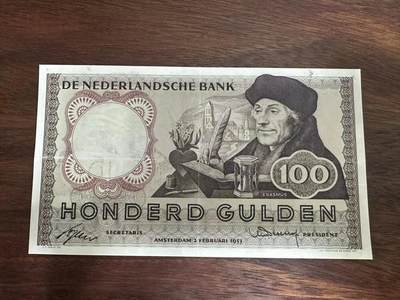 DE NEDERLANDSCHE BANK
100
ERASMUS
HONDERD GULDEN
SECRETARIS
PRESIDENT
AMSTERDAM 2 FEBRUARI 1953